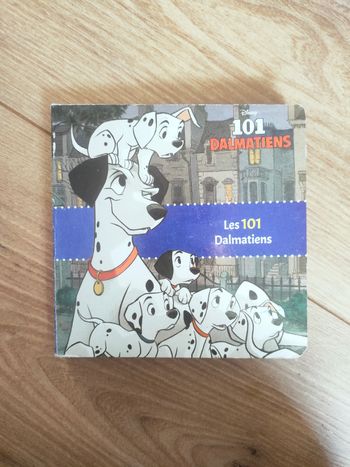 Disney
101
DALMATIENS
Les 101
Dalmatiens